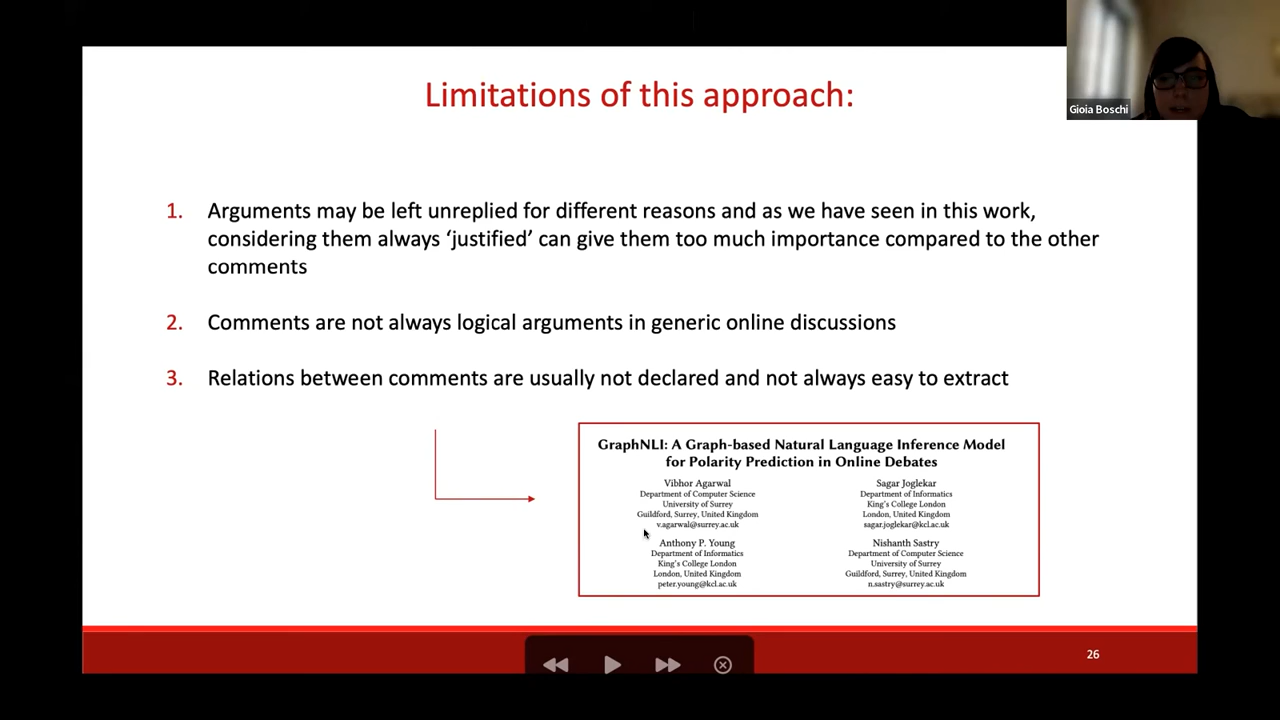 Limitations of this approach:
Gioia Boschi
1. Arguments may be left unreplied for different reasons and as we have seen in this work,
considering them always ‘justified’ can give them too much importance compared to the other
comments
2. Comments are not always logical arguments in generic online discussions
3. Relations between comments are usually not declared and not always easy to extract
GraphNLI: A Graph-based Natural Language Inference Model
for Polarity Prediction in Online Debates
Vibhor Agarwal
Department of Computer Science
University of Surrey
Guildford, Surrey, United Kingdom
v.agarwal@surrey.ac.uk
Sagar Joglekar
Department of Informatics
King's College London
London, United Kingdom
sagar.joglekar@kcl.ac.uk
Anthony P. Young
Department of Informatics
King's College London
London, United Kingdom
peter.young@kcl.ac.uk
Nishanth Sastry
Department of Computer Science
University of Surrey
Guildford, Surrey, United Kingdom
n.sastry@surrey.ac.uk
26